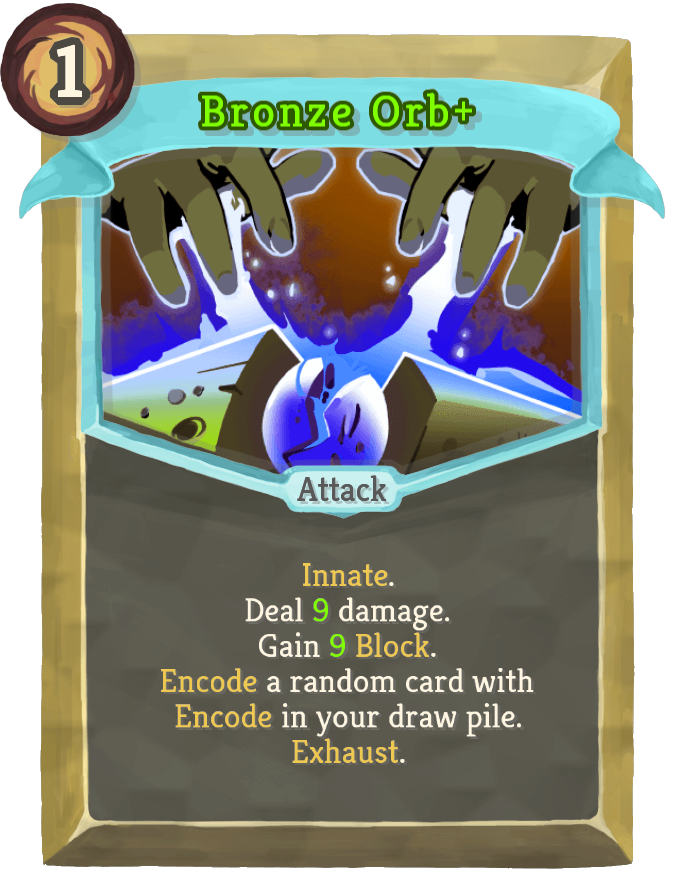 1
Bronze Orb+
Attack
Innate.
Deal 9 damage.
Gain 9 Block.
Encode a random card with
Encode in your draw pile.
Exhaust.